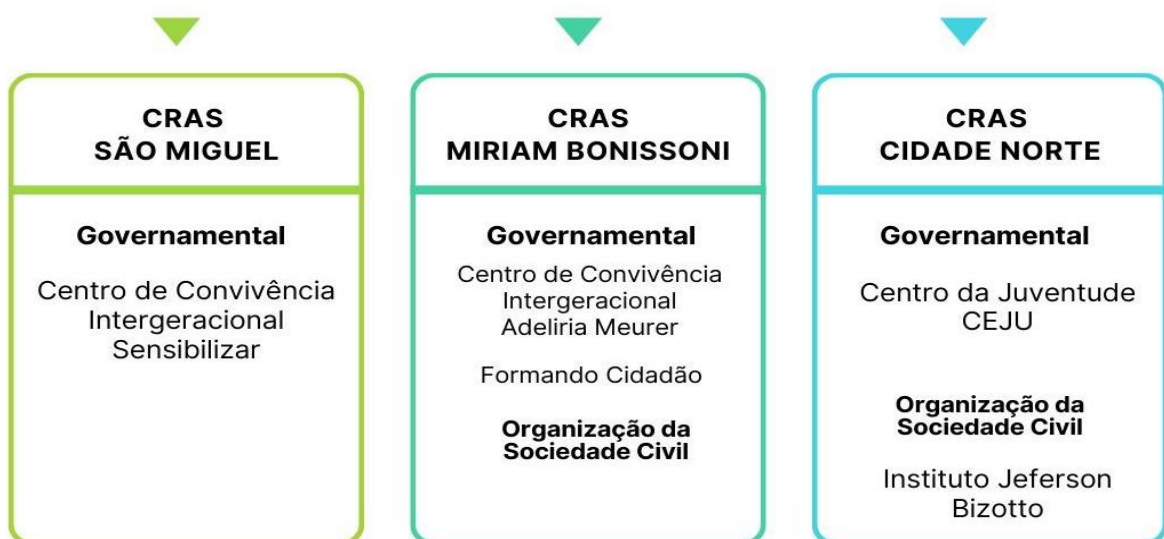 CRAS
SÃO MIGUEL
Governamental
Centro de Convivência
Intergeracional
Sensibilizar
CRAS
MIRIAM BONISSONI
Governamental
Centro de Convivência
Intergeracional
Adeliria Meurer
Formando Cidadão
Organização da
Sociedade Civil
CRAS
CIDADE NORTE
Governamental
Centro da Juventude
CEJU
Organização da
Sociedade Civil
Instituto Jeferson
Bizotto